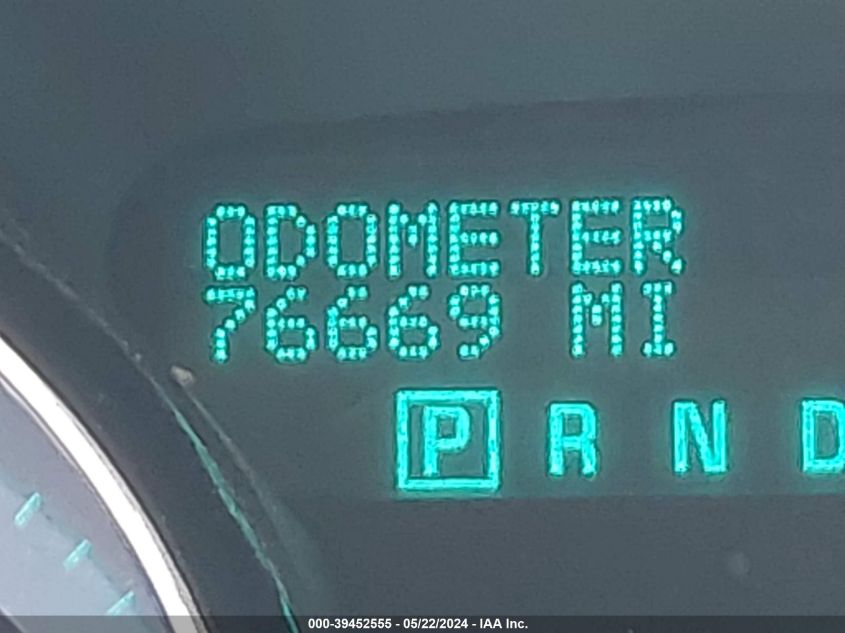 ODOMETER
76669 MI
P R N D
000-39452555 - 05/22/2024 - IAA Inc.